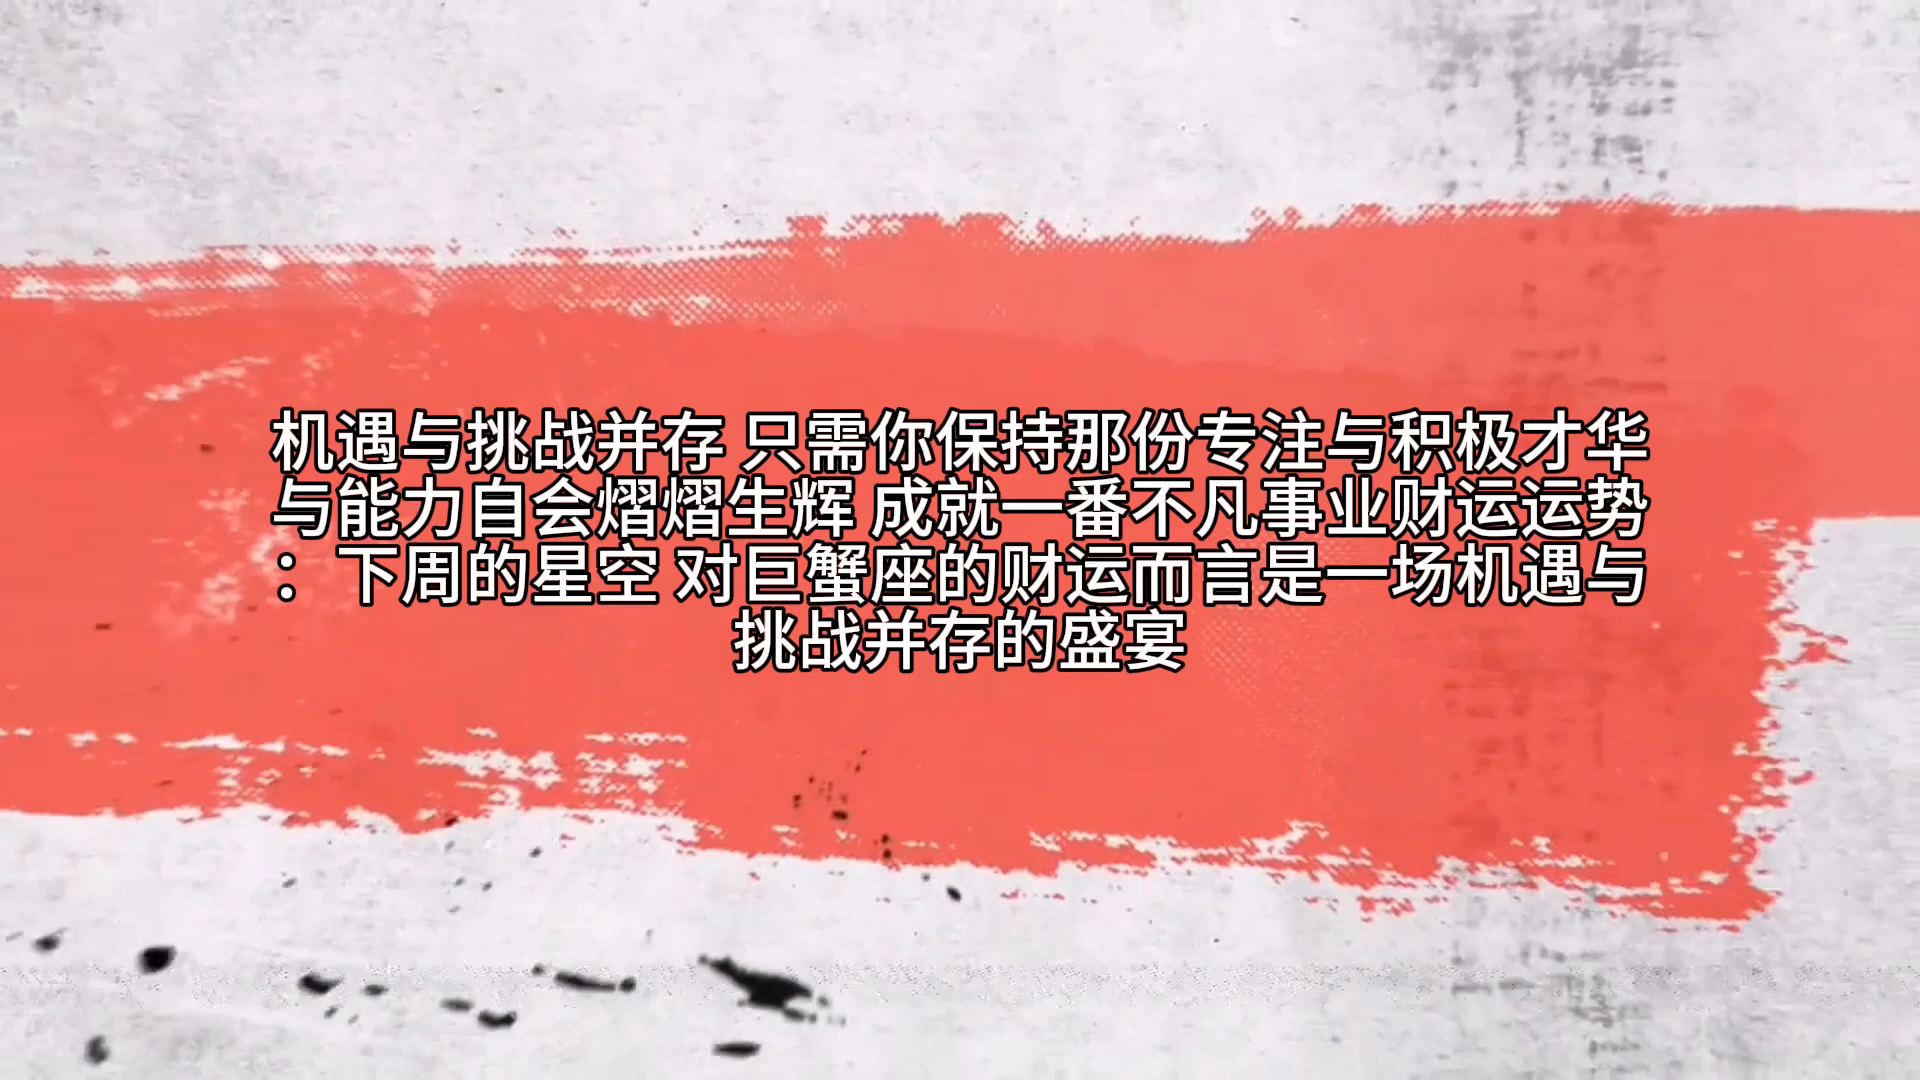 机遇与挑战并存 只需你保持那份专注与积极才华
与能力自会熠熠生辉 成就一番不凡事业财运运势
：下周的星空 对巨蟹座的财运而言是一场机遇与
挑战并存的盛宴